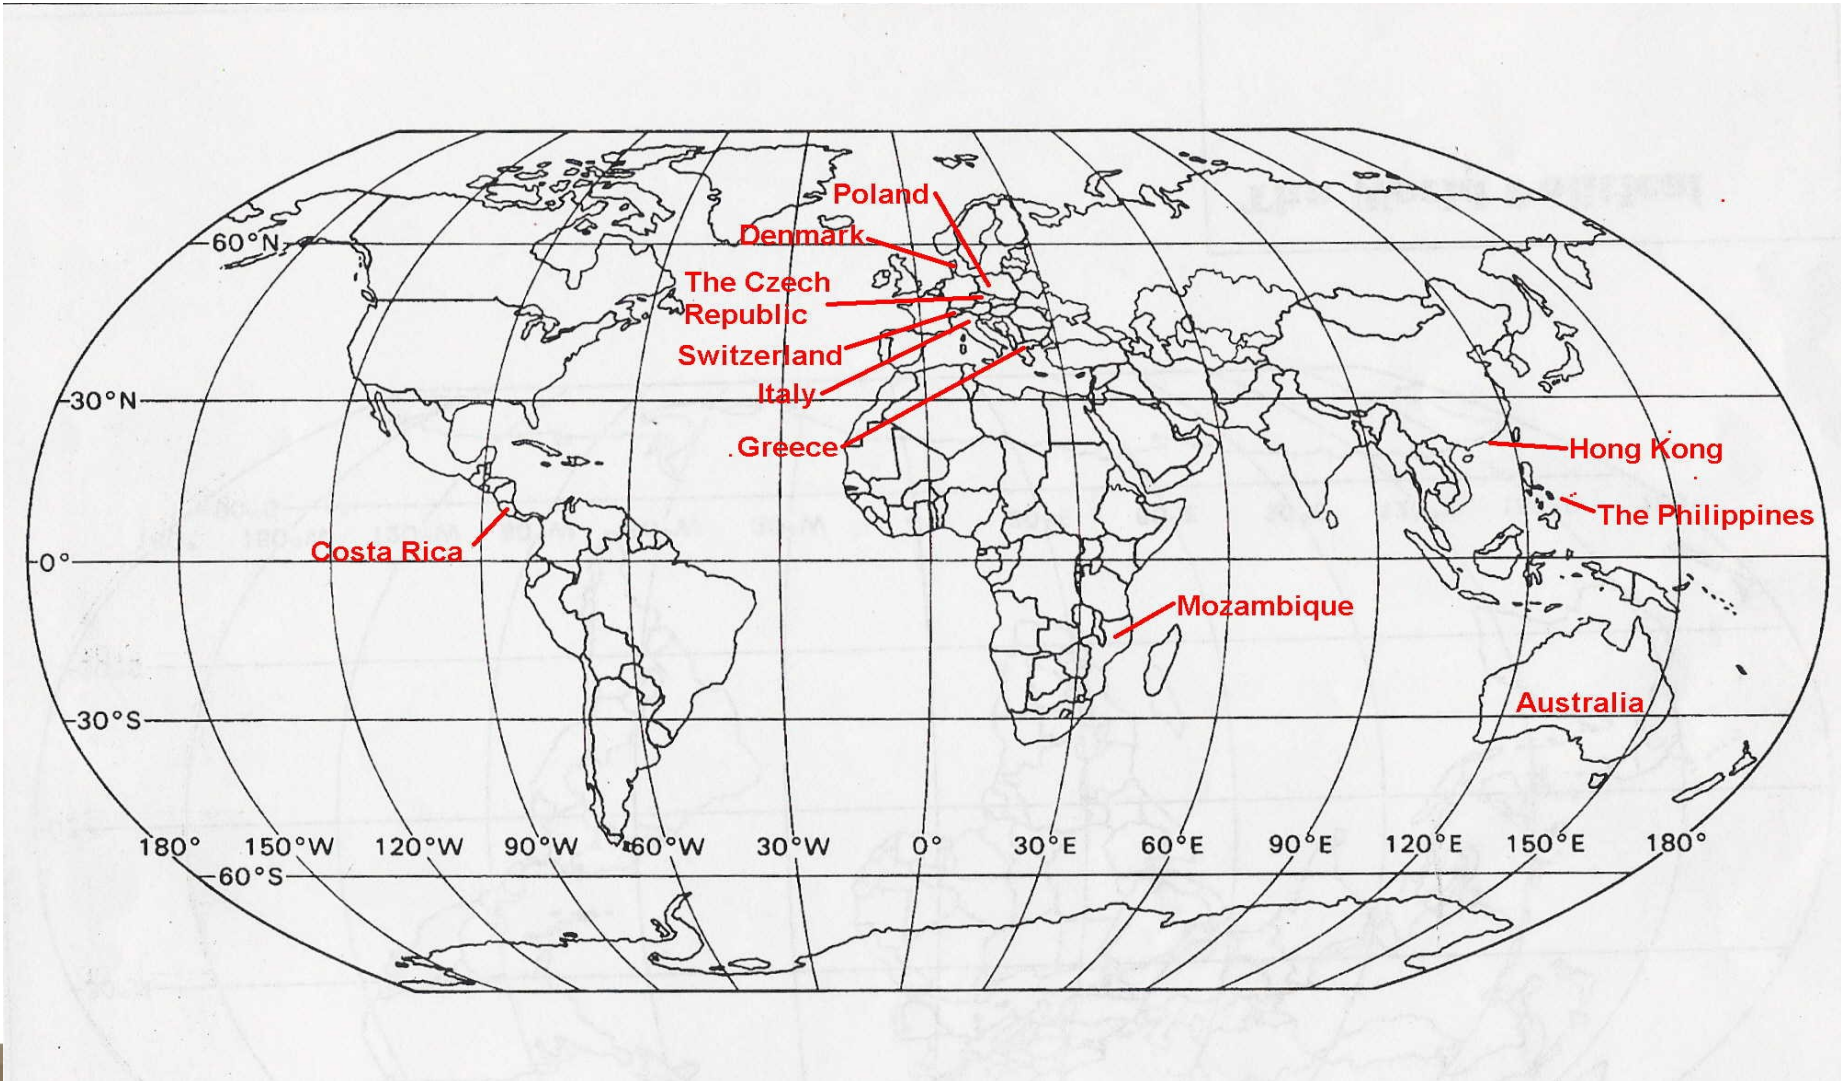 Poland
60°N
Denmark
The Czech
Republic
Switzerland
Italy
30°N
Greece
Hong Kong
The Philippines
Costa Rica
0°
Mozambique
Australia
30°S
180° 150°W 120°W 90°W 60°W 30°W 0° 30°E 60°E 90°E 120°E 150°E 180°
60°S